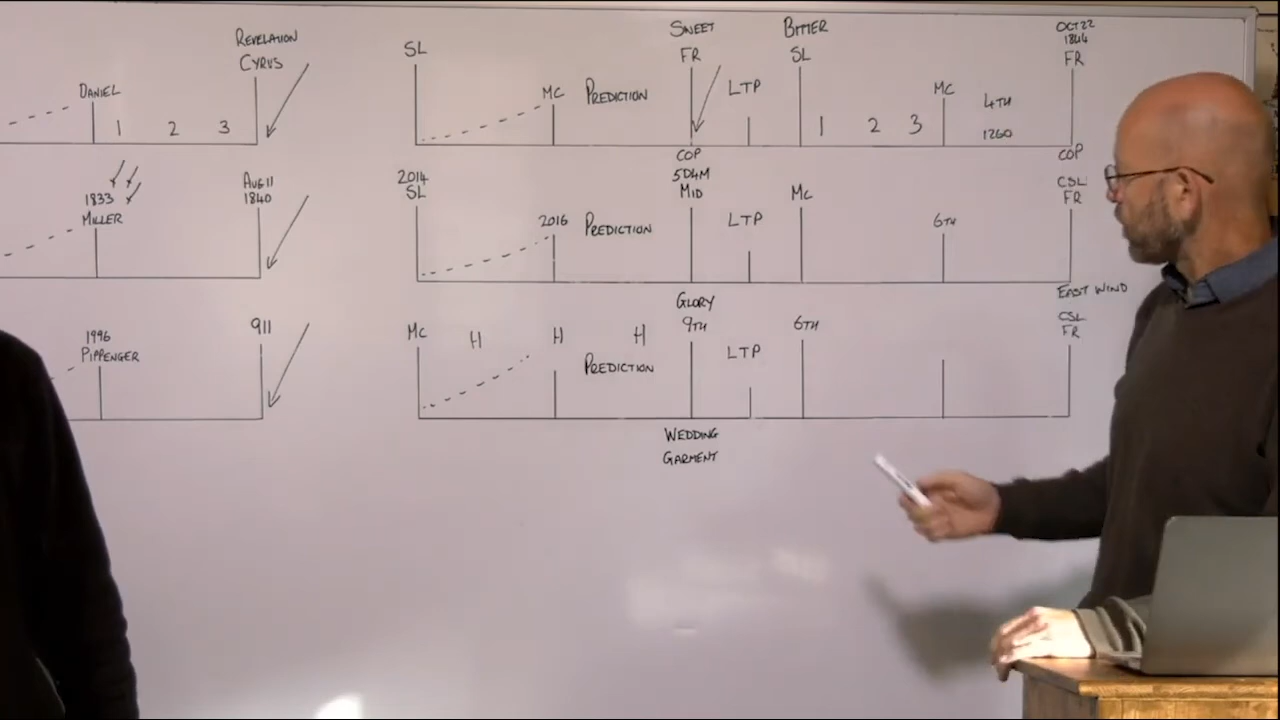 REVELATION
CYRUS
DANIEL
1 2 3
SL
MC
PREDICTION
SWEET
FR
LTP
BITTER
SL
1 2 3
MC
4TH
1260
OCT 22
1844
FR
COP
COP
1833
MILLER
AUG 11
1840
2014
SL
2016
PREDICTION
5D4M
MID
LTP
MC
6TH
CSL
FR
GLORY
EAST WIND
1996
PIPPENGER
911
MC
H H H
PREDICTION
9TH
LTP
6TH
CSL
FR
WEDDING
GARMENT